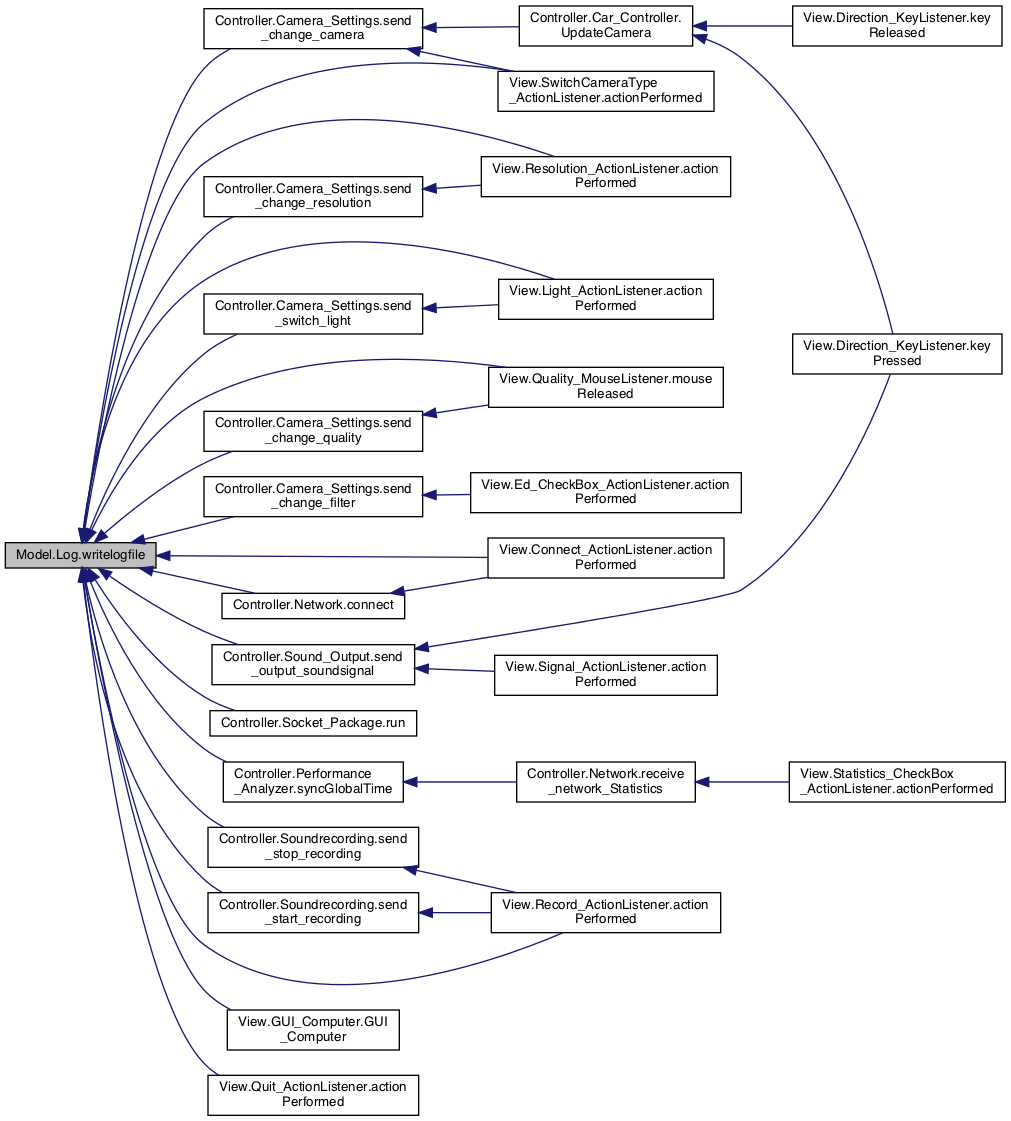 Controller.Camera_Settings.send
_change_camera
Controller.Car_Controller.
UpdateCamera
View.Direction_KeyListener.key
Released
View.SwitchCameraType
_ActionListener.actionPerformed
View.Resolution_ActionListener.action
Performed
Controller.Camera_Settings.send
_change_resolution
View.Light_ActionListener.action
Performed
Controller.Camera_Settings.send
_switch_light
View.Direction_KeyListener.key
Pressed
View.Quality_MouseListener.mouse
Released
Controller.Camera_Settings.send
_change_quality
Controller.Camera_Settings.send
_change_filter
View.Ed_CheckBox_ActionListener.action
Performed
Model.Log.writelogfile
View.Connect_ActionListener.action
Performed
Controller.Network.connect
Controller.Sound_Output.send
_output_soundsignal
View.Signal_ActionListener.action
Performed
Controller.Socket_Package.run
Controller.Performance
_Analyzer.syncGlobalTime
Controller.Network.receive
_network_Statistics
View.Statistics_CheckBox
_ActionListener.actionPerformed
Controller.Soundrecording.send
_stop_recording
Controller.Soundrecording.send
_start_recording
View.Record_ActionListener.action
Performed
View.GUI_Computer.GUI
_Computer
View.Quit_ActionListener.action
Performed